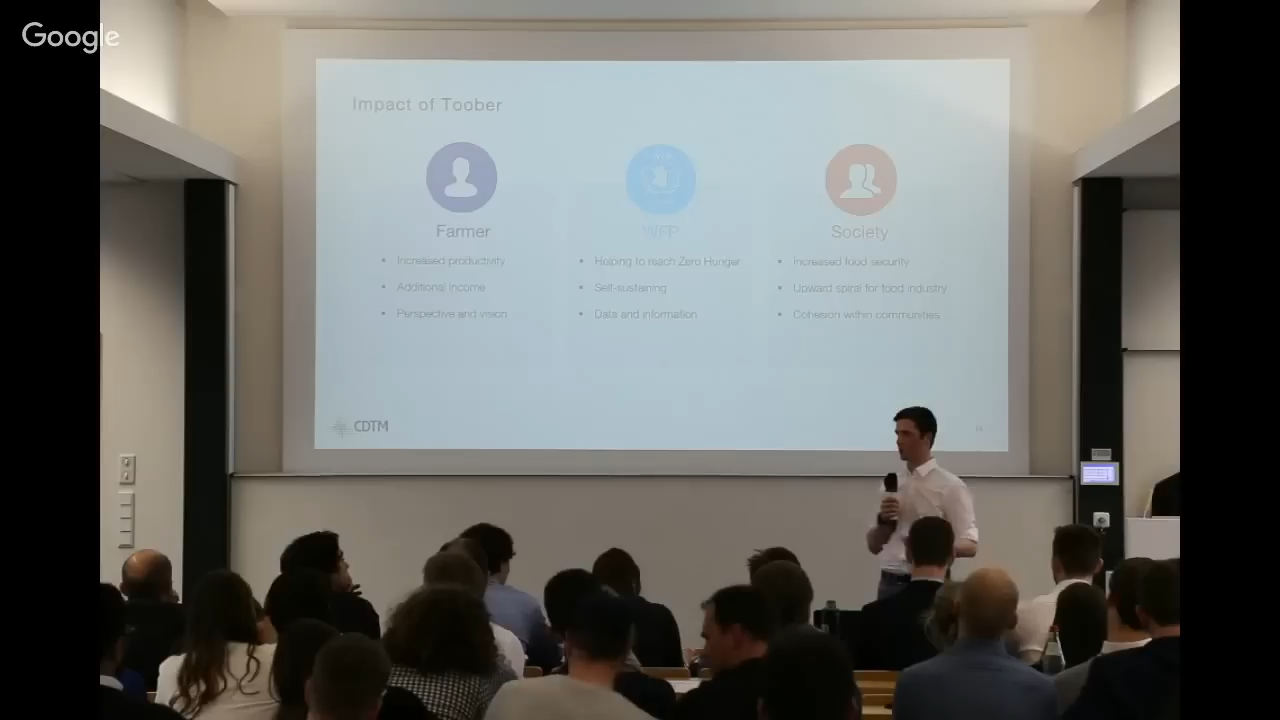 Google
Impact of Toober
Farmer
WFP
Society
• Increased productivity
• Additional income
• Perspective and vision
• Helping to reach Zero Hunger
• Self-sustaining
• Data and information
• Increased food security
• Upward spiral for food industry
• Cohesion within communities
CDTM